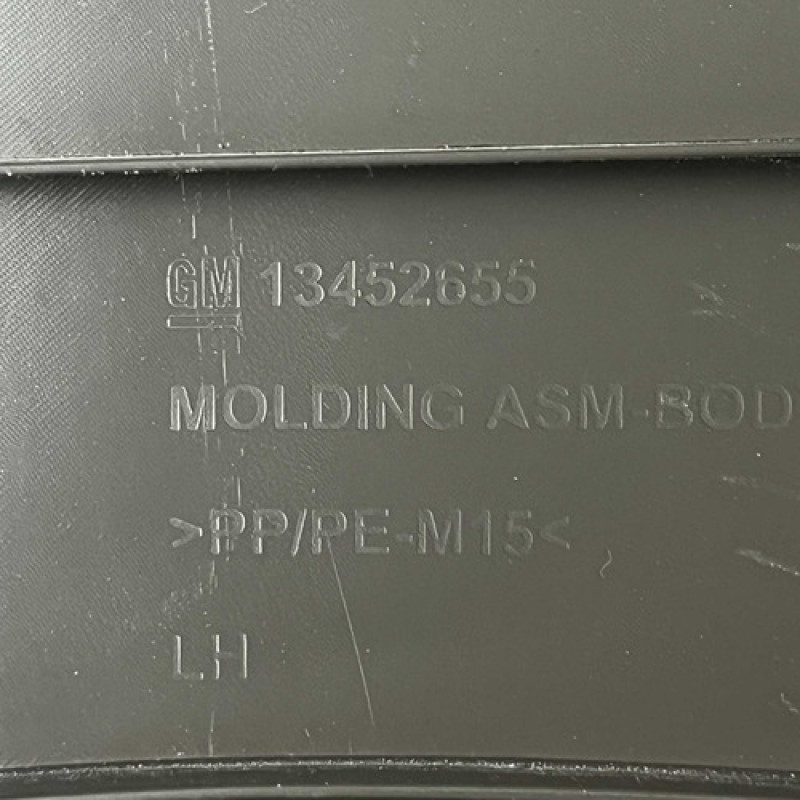 GM 13452655
MOLDING ASM-BOD
>PP/PE-M15<
LH